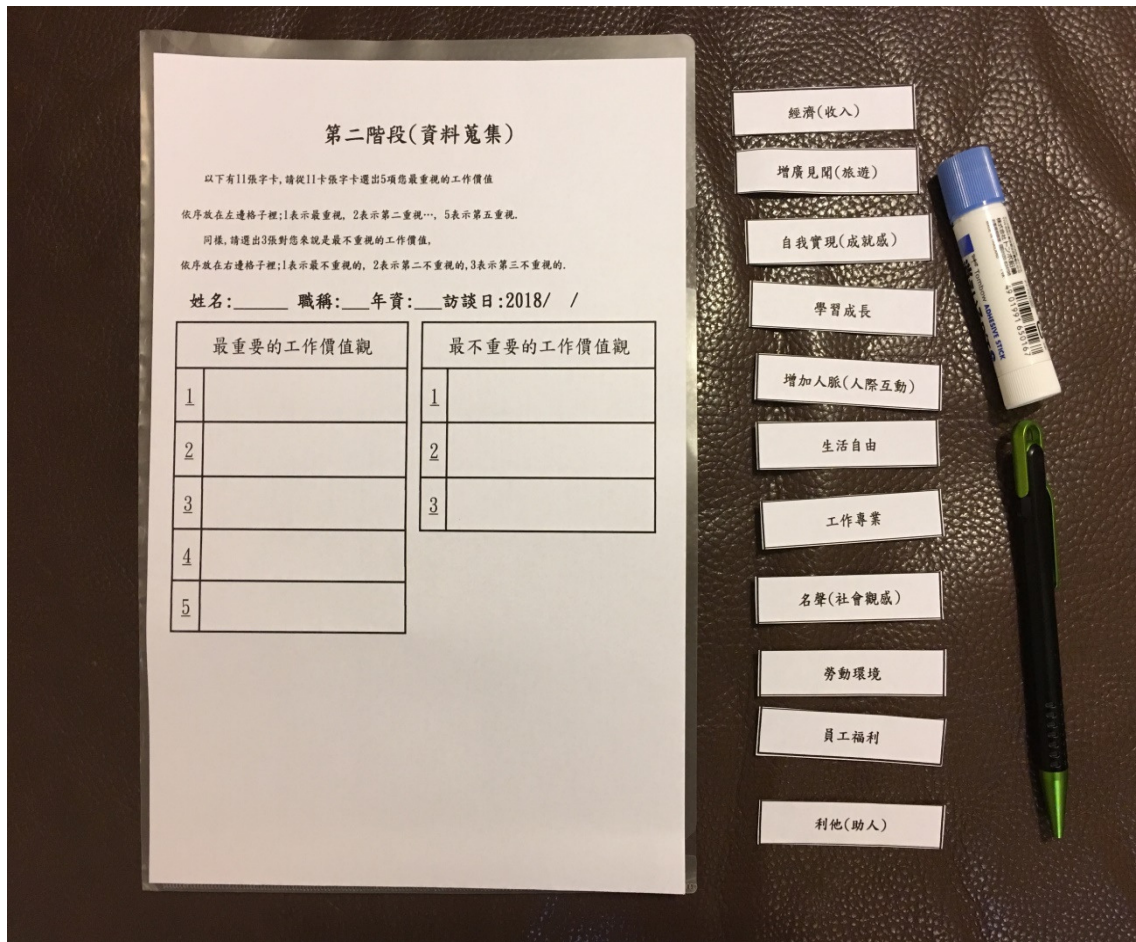 第二階段(資料蒐集)
以下有11張字卡,請從11卡張字卡選出5項您最重視的工作價值
依序放在左邊格子裡;1表示最重視, 2表示第二重視…, 5表示第五重視.
同樣,請選出3張對您來說是最不重視的工作價值,
依序放在右邊格子裡;1表示最不重視的, 2表示第二不重視的,3表示第三不重視的.
姓名:______ 職稱:___年資:___訪談日:2018/ /
最重要的工作價值觀
1
2
3
4
5
最不重要的工作價值觀
1
2
3
經濟(收入)
增廣見聞(旅遊)
自我實現(成就感)
學習成長
增加人脈(人際互動)
生活自由
工作專業
名聲(社會觀感)
勞動環境
員工福利
利他(助人)
Tombow ADHESIVE STICK
4 901991 650167